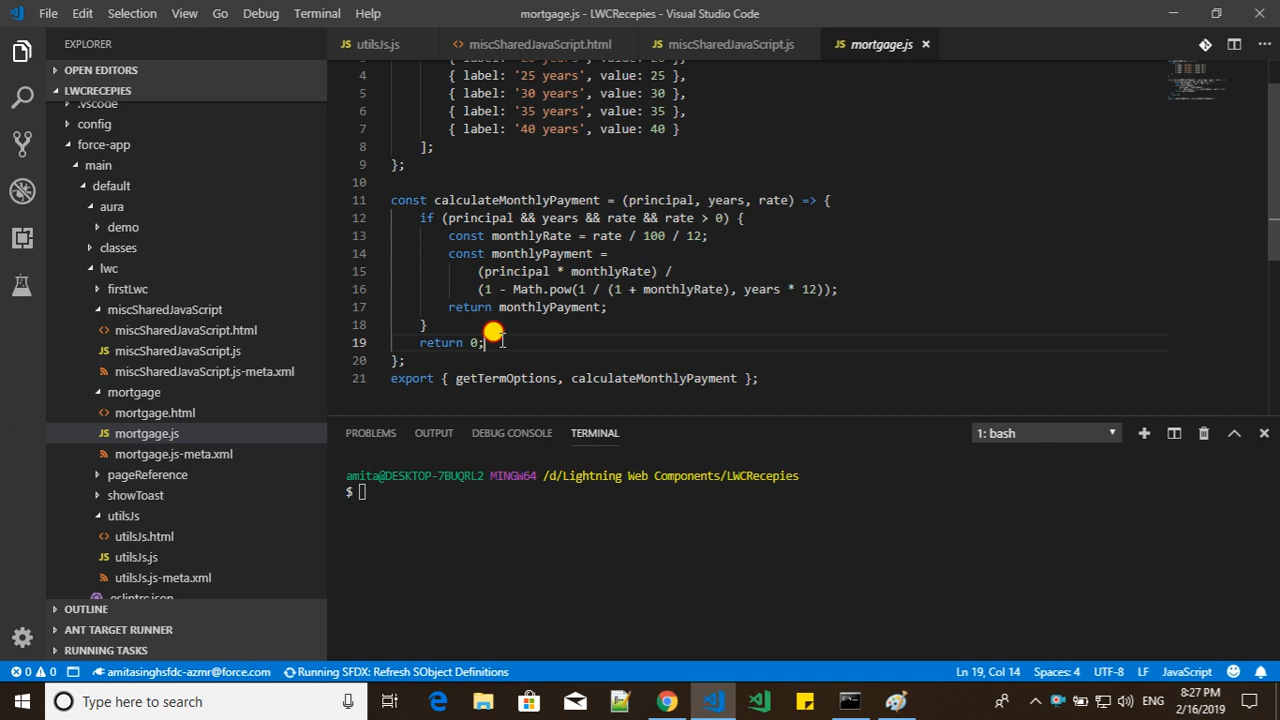 File Edit Selection View Go Debug Terminal Help mortgage.js - LWCRecepies - Visual Studio Code
EXPLORER
OPEN EDITORS
LWCRECEPIES
.vscode
config
force-app
main
default
aura
demo
classes
lwc
firstLwc
miscSharedJavaScript
miscSharedJavaScript.html
miscSharedJavaScript.js
miscSharedJavaScript.js-meta.xml
mortgage
mortgage.html
mortgage.js
mortgage.js-meta.xml
pageReference
showToast
utilsJs
utilsJs.html
utilsJs.js
utilsJs.js-meta.xml
.eslintrc.json
OUTLINE
ANT TARGET RUNNER
RUNNING TASKS
JS utilsJs.js <> miscSharedJavaScript.html JS miscSharedJavaScript.js JS mortgage.js
4 { label: '25 years', value: 25 },
5 { label: '30 years', value: 30 },
6 { label: '35 years', value: 35 },
7 { label: '40 years', value: 40 }
8 ];
9 };
10
11 const calculateMonthlyPayment = (principal, years, rate) => {
12 if (principal && years && rate && rate > 0) {
13 const monthlyRate = rate / 100 / 12;
14 const monthlyPayment =
15 (principal * monthlyRate) /
16 (1 - Math.pow(1 / (1 + monthlyRate), years * 12));
17 return monthlyPayment;
18 }
19 return 0;
20 };
21 export { getTermOptions, calculateMonthlyPayment };
PROBLEMS OUTPUT DEBUG CONSOLE TERMINAL 1: bash
amita@DESKTOP-7BUQRL2 MINGW64 /d/Lightning Web Components/LWCRecepies
$
0 0 amitasinghsfdc-azmr@force.com Running SFDX: Refresh SObject Definitions Ln 19, Col 14 Spaces: 4 UTF-8 LF JavaScript
Type here to search ENG 8:27 PM
2/16/2019